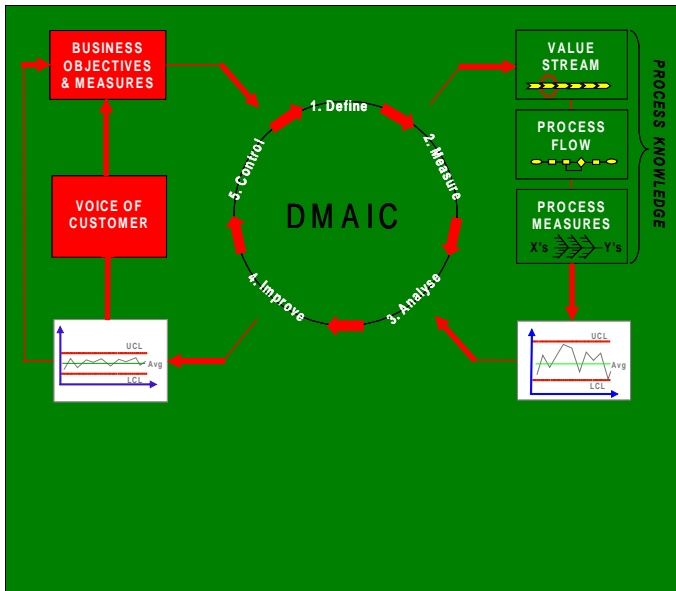 BUSINESS
OBJECTIVES
& MEASURES
VOICE OF
CUSTOMER
UCL
Avg
LCL
1. Define
2. Measure
3. Analyse
4. Improve
5. Control
DMAIC
VALUE
STREAM
PROCESS
FLOW
PROCESS
MEASURES
X's
Y's
PROCESS KNOWLEDGE
UCL
Avg
LCL